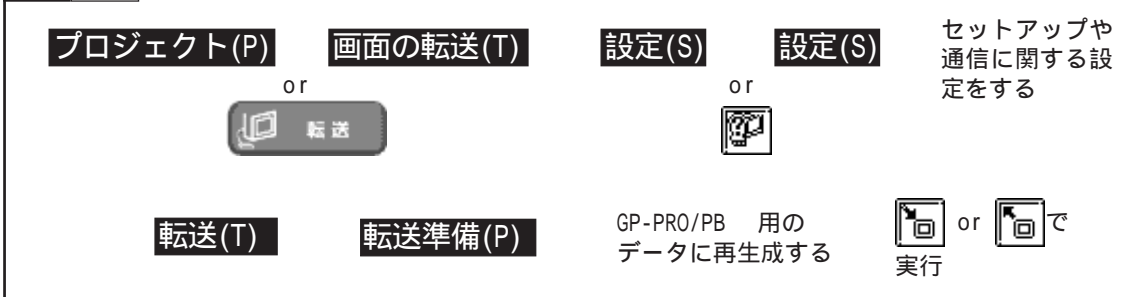 プロジェクト(P) 画面の転送(T) 設定(S) 設定(S) セットアップや
通信に関する設
定をする
or or
転送
転送(T) 転送準備(P) GP-PRO/PB 用の
データに再生成する
or で
実行